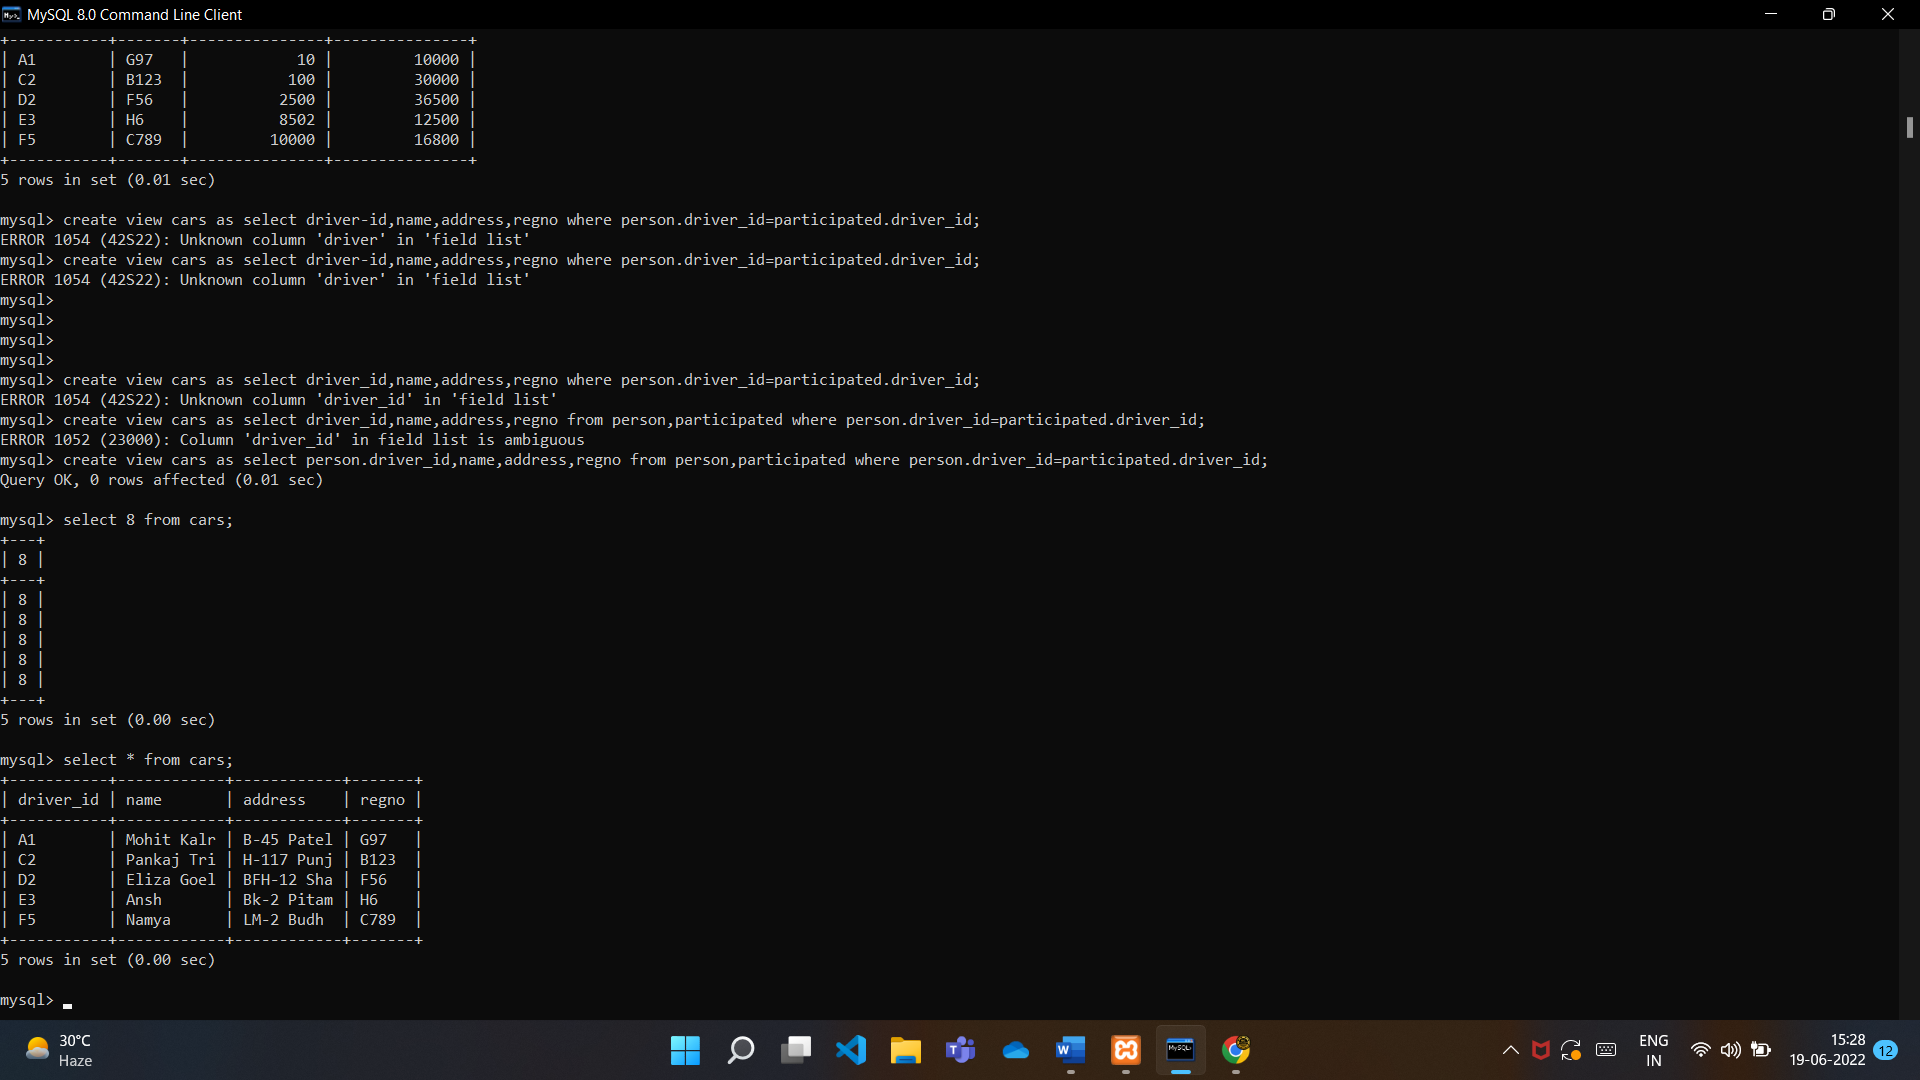 MySQL 8.0 Command Line Client
+-----------+-------+---------------+---------------+
| A1        | G97   |            10 |         10000 |
| C2        | B123  |           100 |         30000 |
| D2        | F56   |          2500 |         36500 |
| E3        | H6    |          8502 |         12500 |
| F5        | C789  |         10000 |         16800 |
+-----------+-------+---------------+---------------+
5 rows in set (0.01 sec)
mysql> create view cars as select driver-id,name,address,regno where person.driver_id=participated.driver_id;
ERROR 1054 (42S22): Unknown column 'driver' in 'field list'
mysql> create view cars as select driver-id,name,address,regno where person.driver_id=participated.driver_id;
ERROR 1054 (42S22): Unknown column 'driver' in 'field list'
mysql>
mysql>
mysql>
mysql>
mysql> create view cars as select driver_id,name,address,regno where person.driver_id=participated.driver_id;
ERROR 1054 (42S22): Unknown column 'driver_id' in 'field list'
mysql> create view cars as select driver_id,name,address,regno from person,participated where person.driver_id=participated.driver_id;
ERROR 1052 (23000): Column 'driver_id' in field list is ambiguous
mysql> create view cars as select person.driver_id,name,address,regno from person,participated where person.driver_id=participated.driver_id;
Query OK, 0 rows affected (0.01 sec)
mysql> select 8 from cars;
+---+
| 8 |
+---+
| 8 |
| 8 |
| 8 |
| 8 |
| 8 |
+---+
5 rows in set (0.00 sec)
mysql> select * from cars;
+-----------+------------+------------+-------+
| driver_id | name       | address    | regno |
+-----------+------------+------------+-------+
| A1        | Mohit Kalr | B-45 Patel | G97   |
| C2        | Pankaj Tri | H-117 Punj | B123  |
| D2        | Eliza Goel | BFH-12 Sha | F56   |
| E3        | Ansh       | Bk-2 Pitam | H6    |
| F5        | Namya      | LM-2 Budh  | C789  |
+-----------+------------+------------+-------+
5 rows in set (0.00 sec)
mysql>
30°C
Haze
ENG
IN
15:28
19-06-2022
12